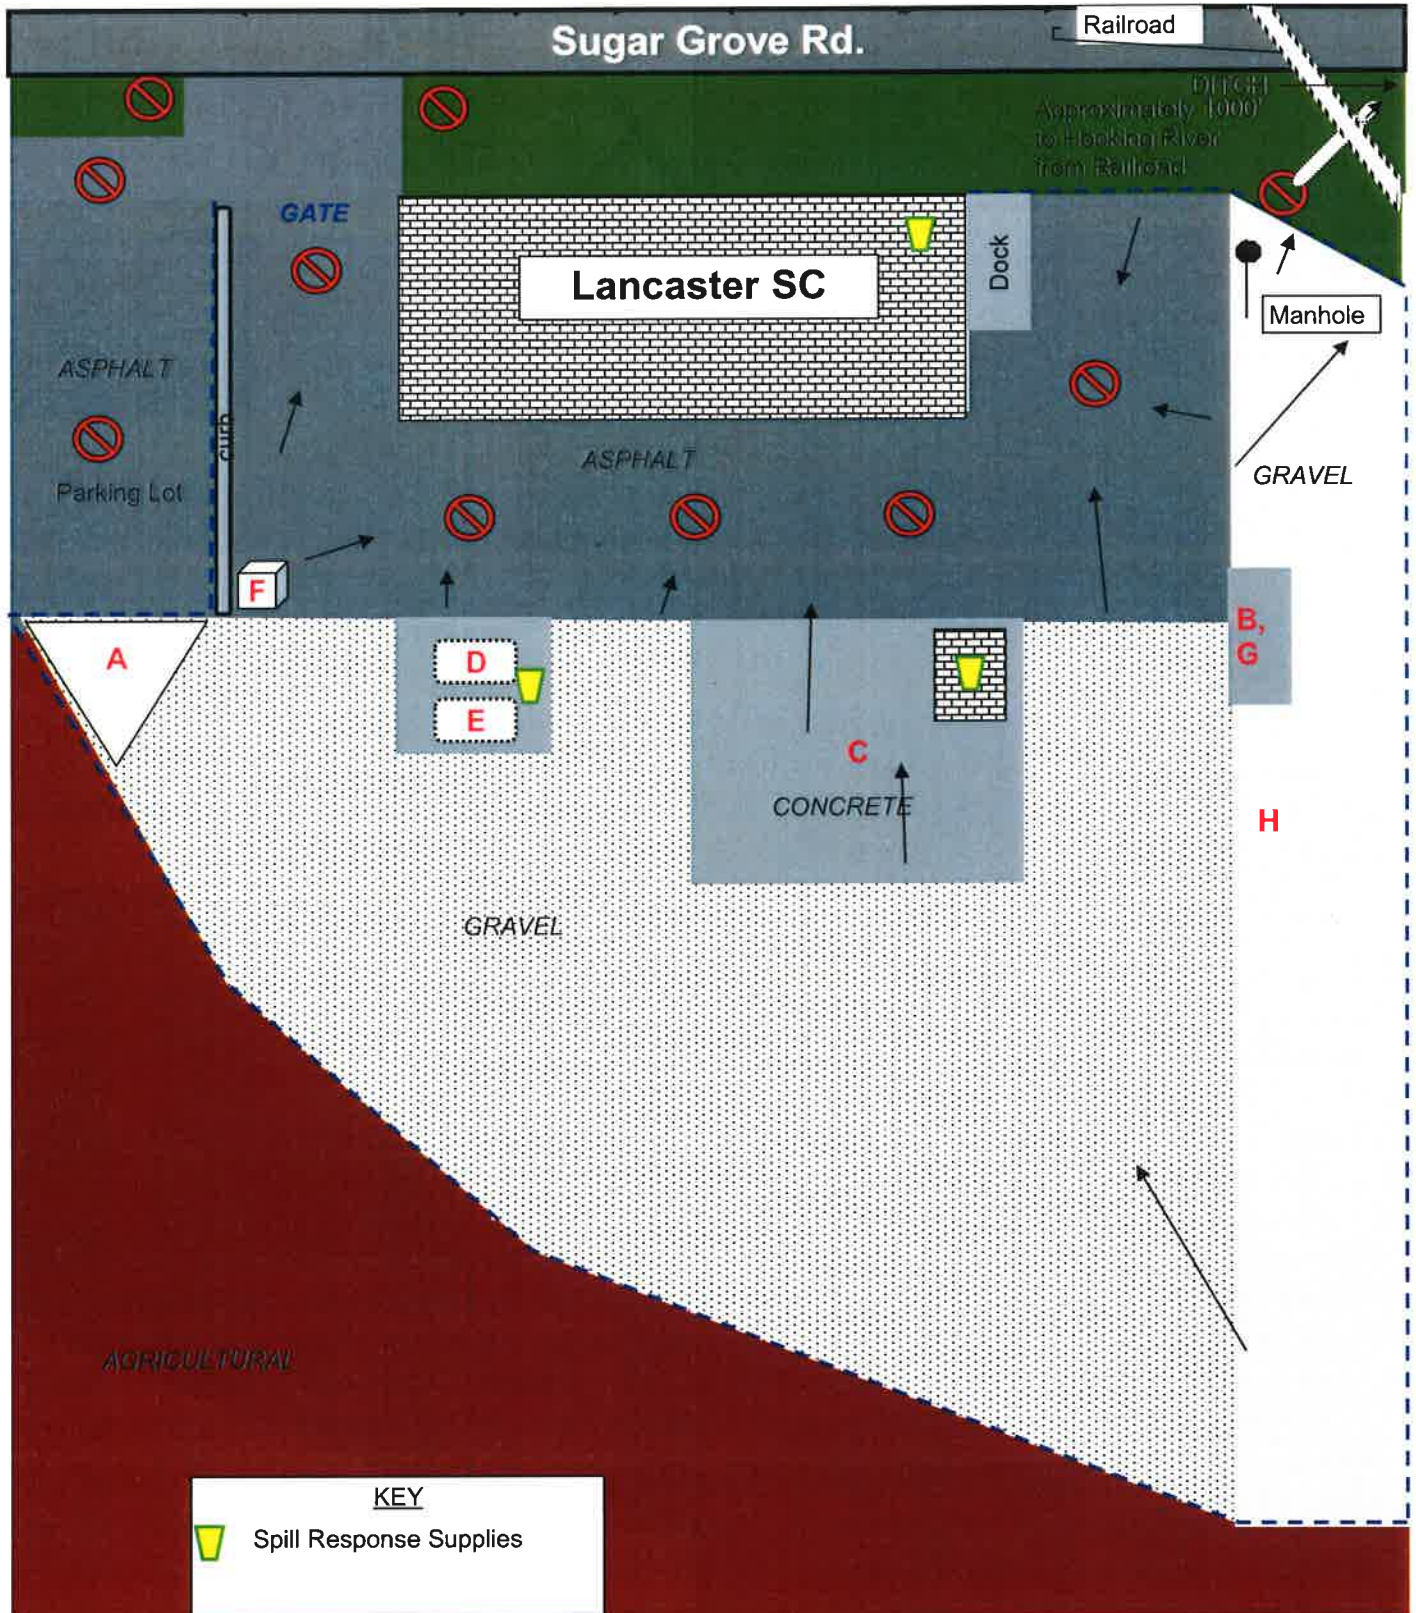 Sugar Grove Rd.
Railroad
DITCH
Approximately 1000'
to Hocking River
from Railroad
GATE
Lancaster SC
Dock
Manhole
ASPHALT
curb
ASPHALT
GRAVEL
Parking Lot
F
A
D
E
B,
G
C
CONCRETE
H
GRAVEL
AGRICULTURAL
KEY
Spill Response Supplies